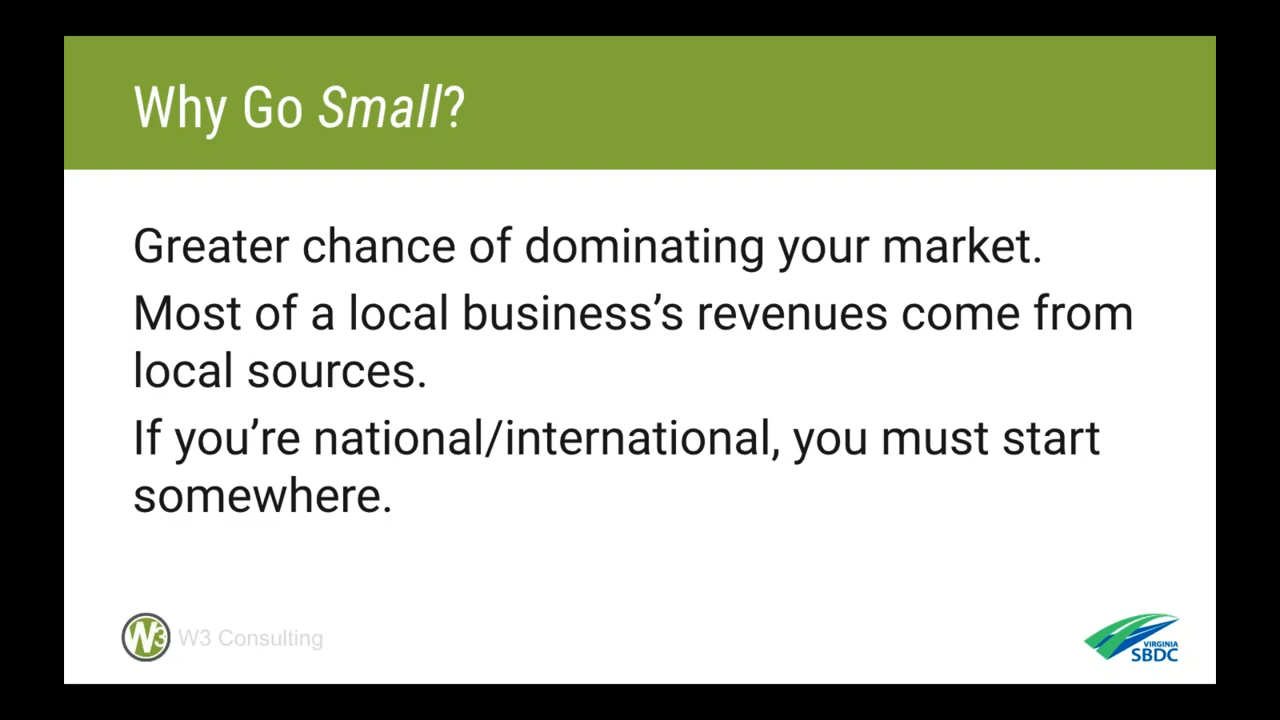 Why Go Small?
Greater chance of dominating your market.
Most of a local business’s revenues come from
local sources.
If you’re national/international, you must start
somewhere.
W3 W3 Consulting
VIRGINIA
SBDC